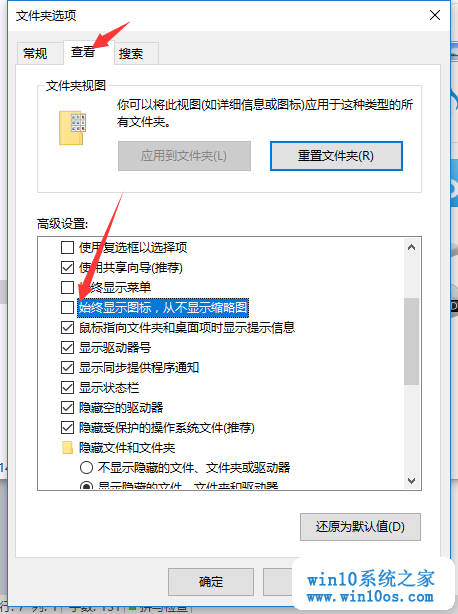 文件夹选项
常规 查看 搜索
文件夹视图
你可以将此视图(如详细信息或图标)应用于这种类型的所
有文件夹。
应用到文件夹(L) 重置文件夹(R)
高级设置:
使用复选框以选择项
使用共享向导(推荐)
始终显示菜单
始终显示图标，从不显示缩略图
鼠标指向文件夹和桌面项时显示提示信息
显示驱动器号
显示同步提供程序通知
显示状态栏
隐藏空的驱动器
隐藏受保护的操作系统文件(推荐)
隐藏文件和文件夹
不显示隐藏的文件、文件夹或驱动器
显示隐藏的文件、文件夹和驱动器
还原为默认值(D)
确定
win10系统之家
www.win10os.com
拼写检查